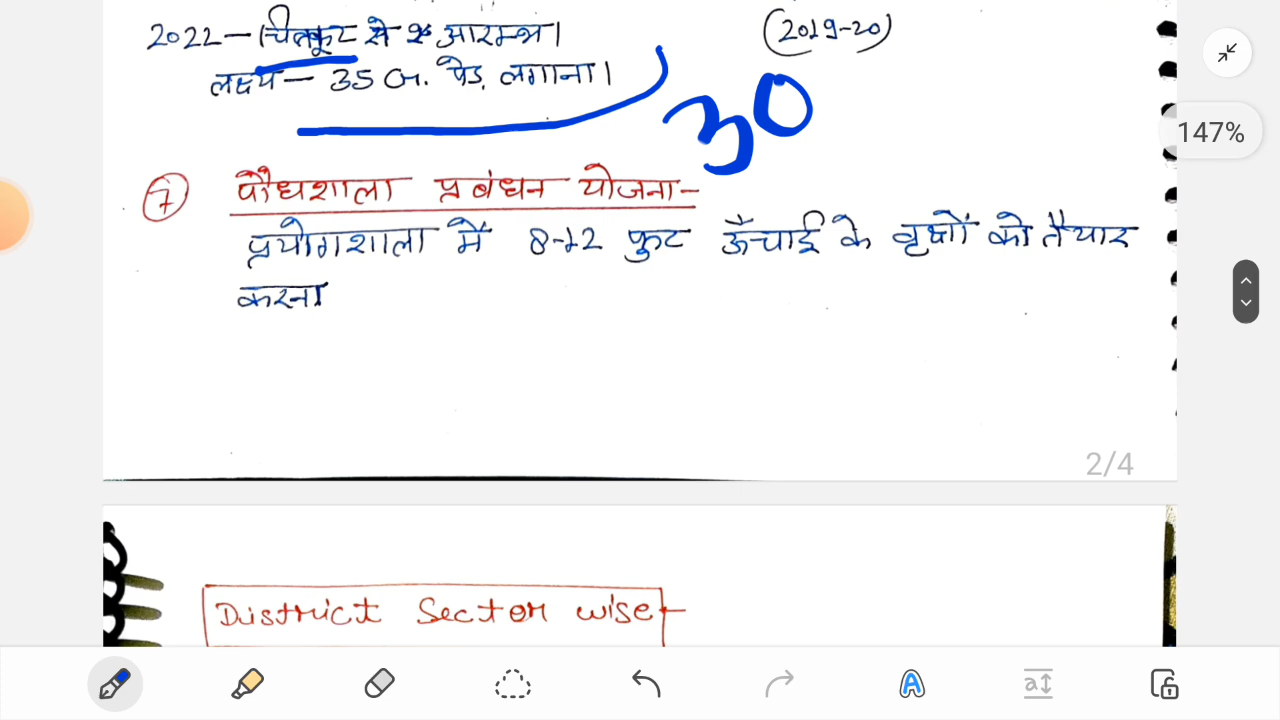 2022 – चित्रकूट से आरम्भ।
(2019-20)
लक्ष्य – 35 Cr. पेड़ लगाना।
30
147%
7 पौधशाला प्रबंधन योजना –
प्रयोगशाला में 8-12 फुट ऊँचाई के वृक्षों को तैयार
करना
2/4
District Sector wise –
A
a